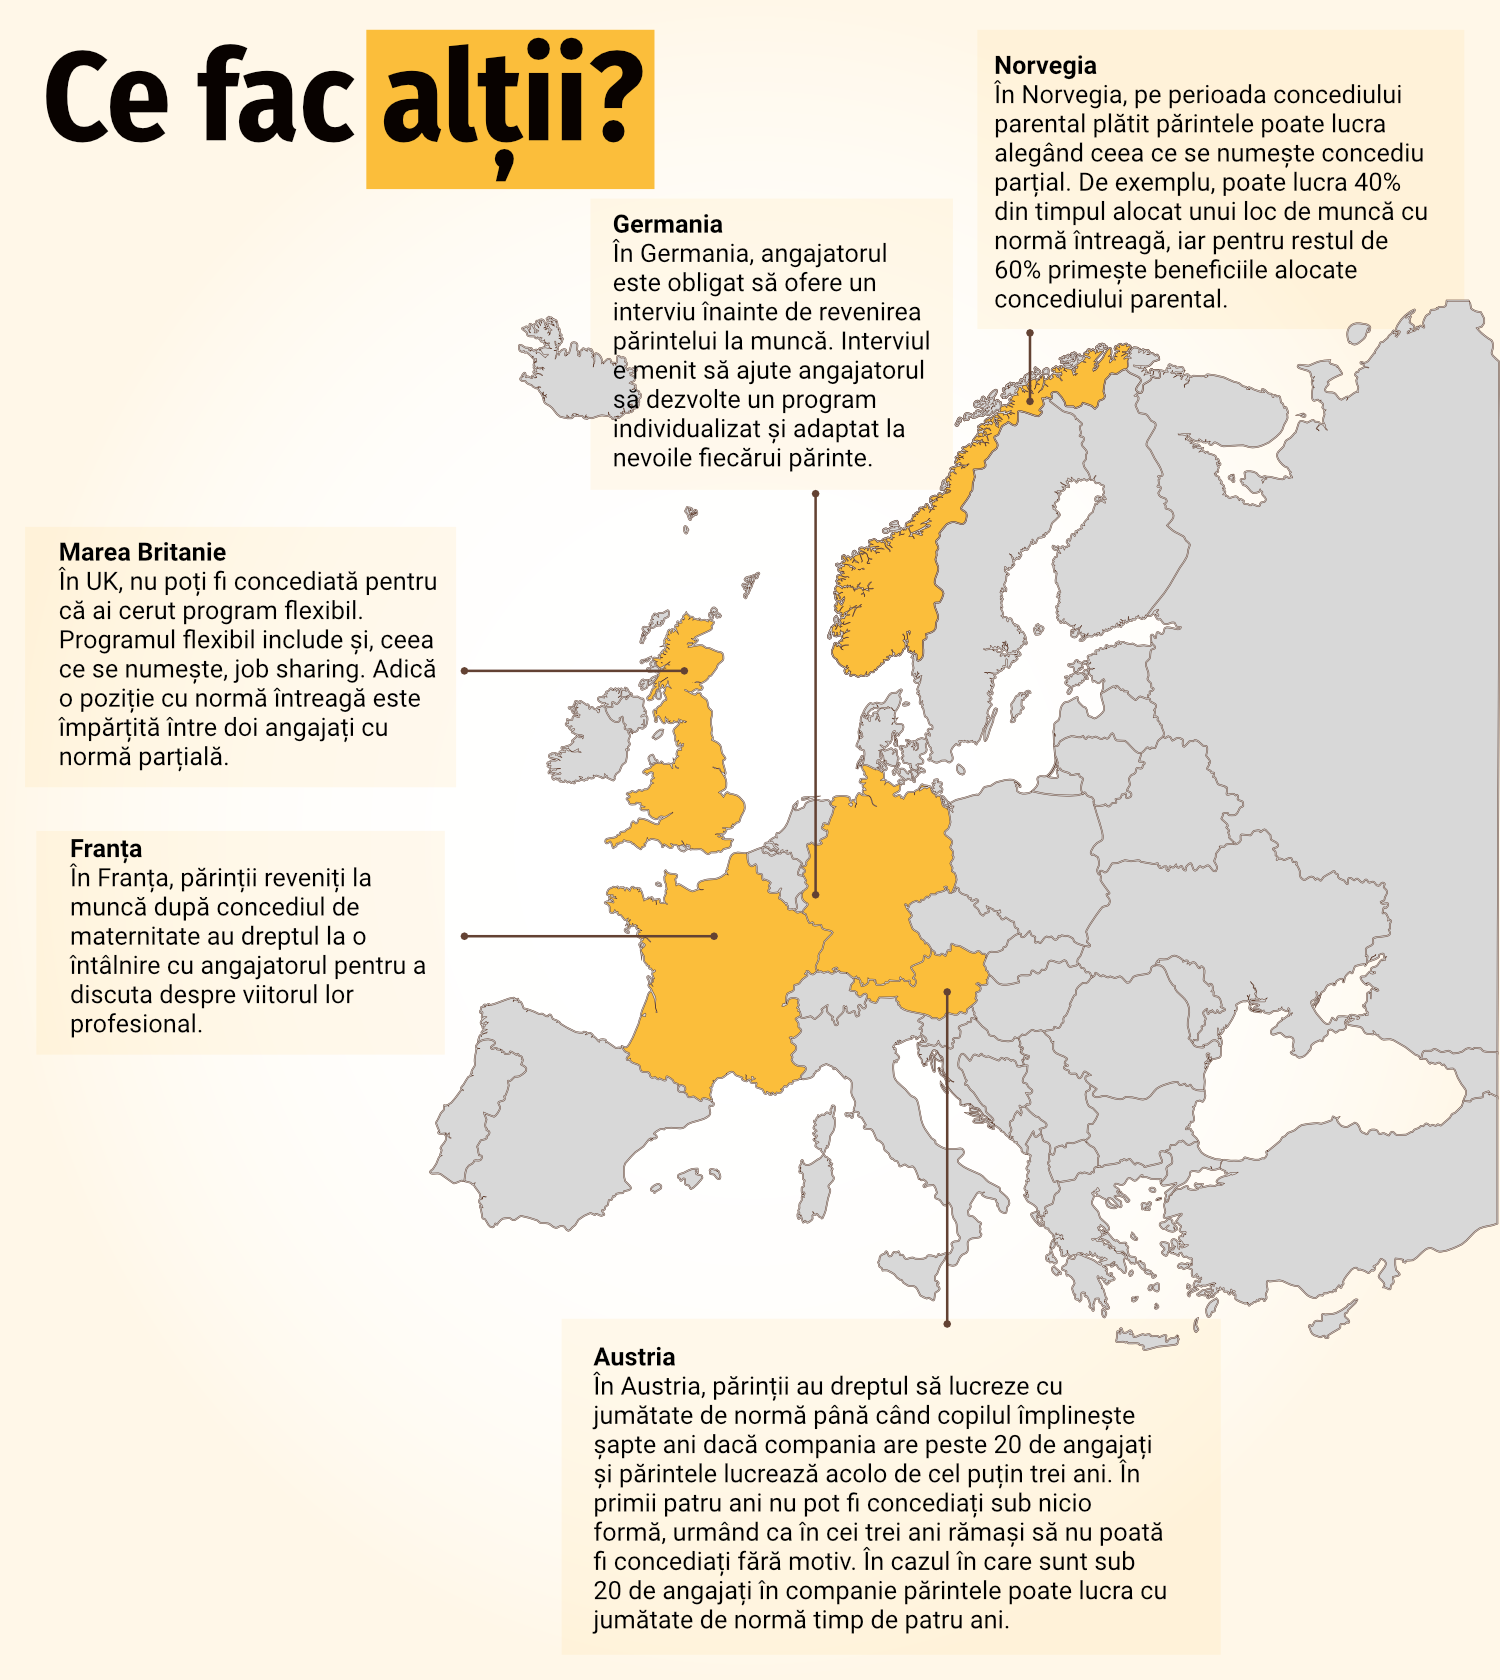 Ce fac alții?
Norvegia
În Norvegia, pe perioada concediului
parental plătit părintele poate lucra
alegând ceea ce se numește concediu
parțial. De exemplu, poate lucra 40%
din timpul alocat unui loc de muncă cu
normă întreagă, iar pentru restul de
60% primește beneficiile alocate
concediului parental.
Germania
În Germania, angajatorul
este obligat să ofere un
interviu înainte de revenirea
părintelui la muncă. Interviul
e menit să ajute angajatorul
să dezvolte un program
individualizat și adaptat la
nevoile fiecărui părinte.
Marea Britanie
În UK, nu poți fi concediată pentru
că ai cerut program flexibil.
Programul flexibil include și, ceea
ce se numește, job sharing. Adică
o poziție cu normă întreagă este
împărțită între doi angajați cu
normă parțială.
Franța
În Franța, părinții reveniți la
muncă după concediul de
maternitate au dreptul la o
întâlnire cu angajatorul pentru a
discuta despre viitorul lor
profesional.
Austria
În Austria, părinții au dreptul să lucreze cu
jumătate de normă până când copilul împlinește
șapte ani dacă compania are peste 20 de angajați
și părintele lucrează acolo de cel puțin trei ani. În
primii patru ani nu pot fi concediați sub nicio
formă, urmând ca în cei trei ani rămași să nu poată
fi concediați fără motiv. În cazul în care sunt sub
20 de angajați în companie părintele poate lucra cu
jumătate de normă timp de patru ani.